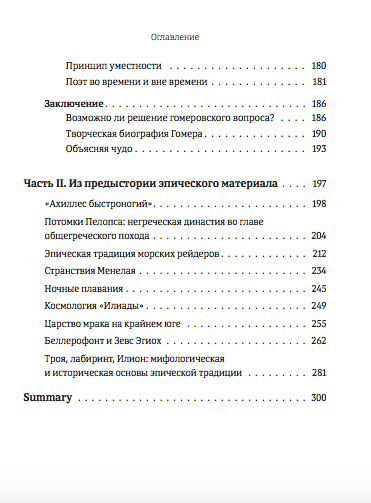 Оглавление
Принцип уместности . . . . . . . . . . . . . . . . . . 180
Поэт во времени и вне времени . . . . . . . . . . . . 181
Заключение . . . . . . . . . . . . . . . . . . . . . . . . . 186
Возможно ли решение гомеровского вопроса? . . . 186
Творческая биография Гомера . . . . . . . . . . . . . 190
Объясняя чудо . . . . . . . . . . . . . . . . . . . . . . 193
Часть II. Из предыстории эпического материала . . . . 197
«Ахиллес быстроногий» . . . . . . . . . . . . . . . . . . . 198
Потомки Пелопса: негреческая династия во главе
общегреческого похода . . . . . . . . . . . . . . . . . . . 204
Эпическая традиция морских рейдеров . . . . . . . . . . 212
Странствия Менелая . . . . . . . . . . . . . . . . . . . . . 234
Ночные плавания . . . . . . . . . . . . . . . . . . . . . . . 245
Космология «Илиады» . . . . . . . . . . . . . . . . . . . . 249
Царство мрака на крайнем юге . . . . . . . . . . . . . . . 255
Беллерофонт и Зевс Эгиох . . . . . . . . . . . . . . . . . . 262
Троя, лабиринт, Илион: мифологическая
и историческая основы эпической традиции . . . . . . . 281
Summary . . . . . . . . . . . . . . . . . . . . . . . . . . . . . 300